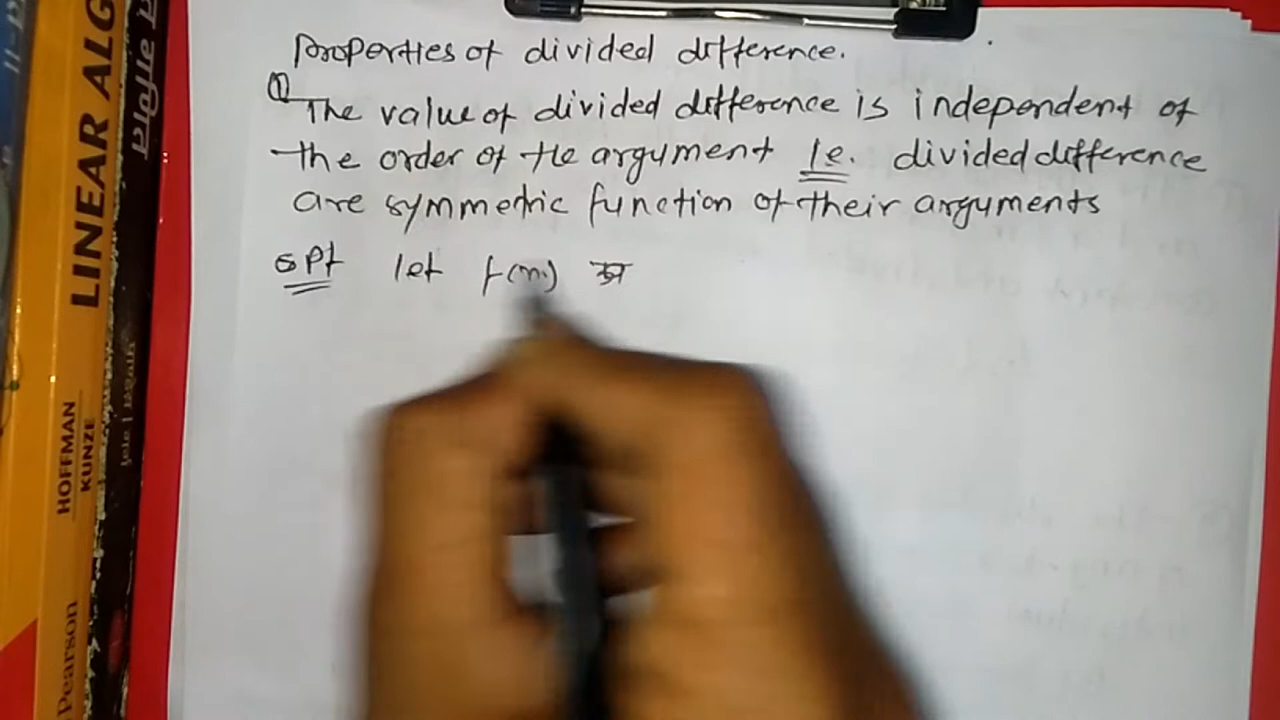 Properties of divided difference.
①
The value of divided difference is independent of
the order of the argument Ie. divided difference
are symmetric function of their arguments
let f(x)
LINEAR ALG
HOFFMAN
KUNZE
Pearson